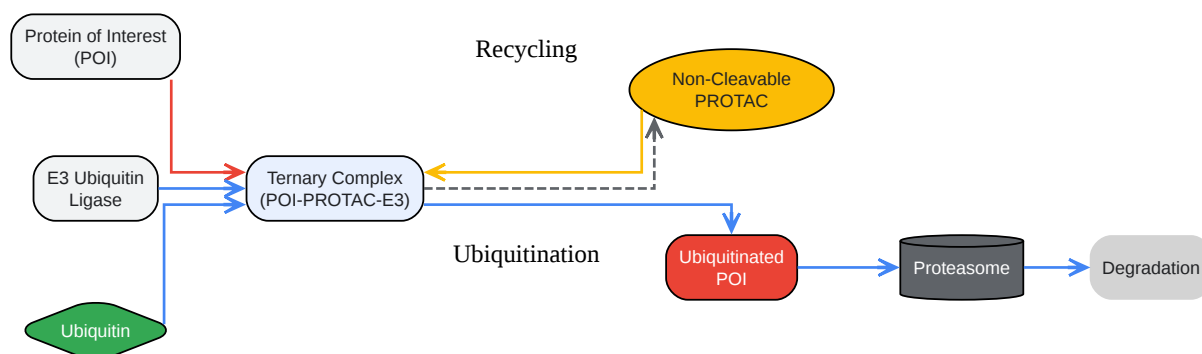 Protein of Interest
(POI)
Recycling
Non-Cleavable
PROTAC
E3 Ubiquitin
Ligase
Ternary Complex
(POI-PROTAC-E3)
Ubiquitination
Ubiquitinated
POI
Proteasome
Degradation
Ubiquitin